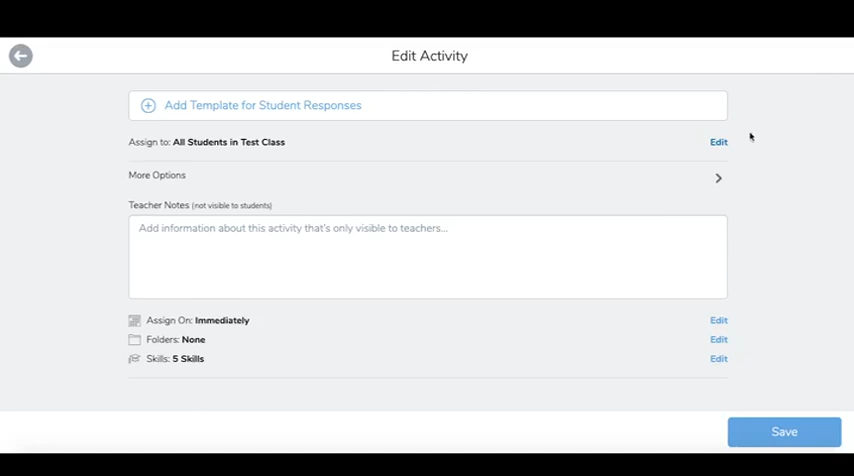 Edit Activity
Add Template for Student Responses
Assign to: All Students in Test Class Edit
More Options
Teacher Notes (not visible to students)
Add information about this activity that's only visible to teachers...
Assign On: Immediately Edit
Folders: None Edit
Skills: 5 Skills Edit
Save